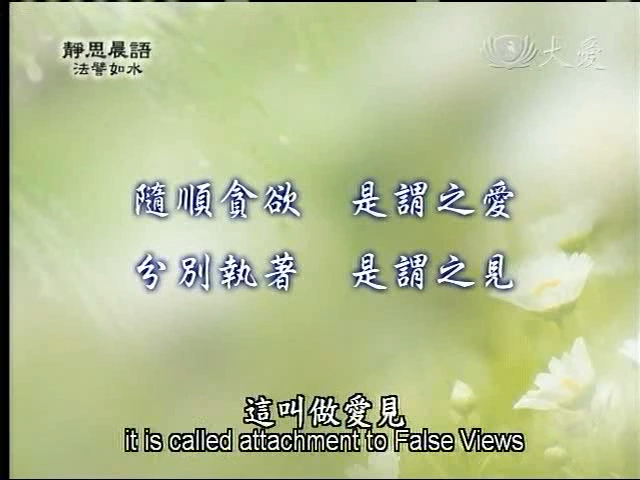 靜思晨語
法譬如水
大愛
隨順貪欲 是謂之愛
分別執著 是謂之見
這叫做愛見
it is called attachment to False Views